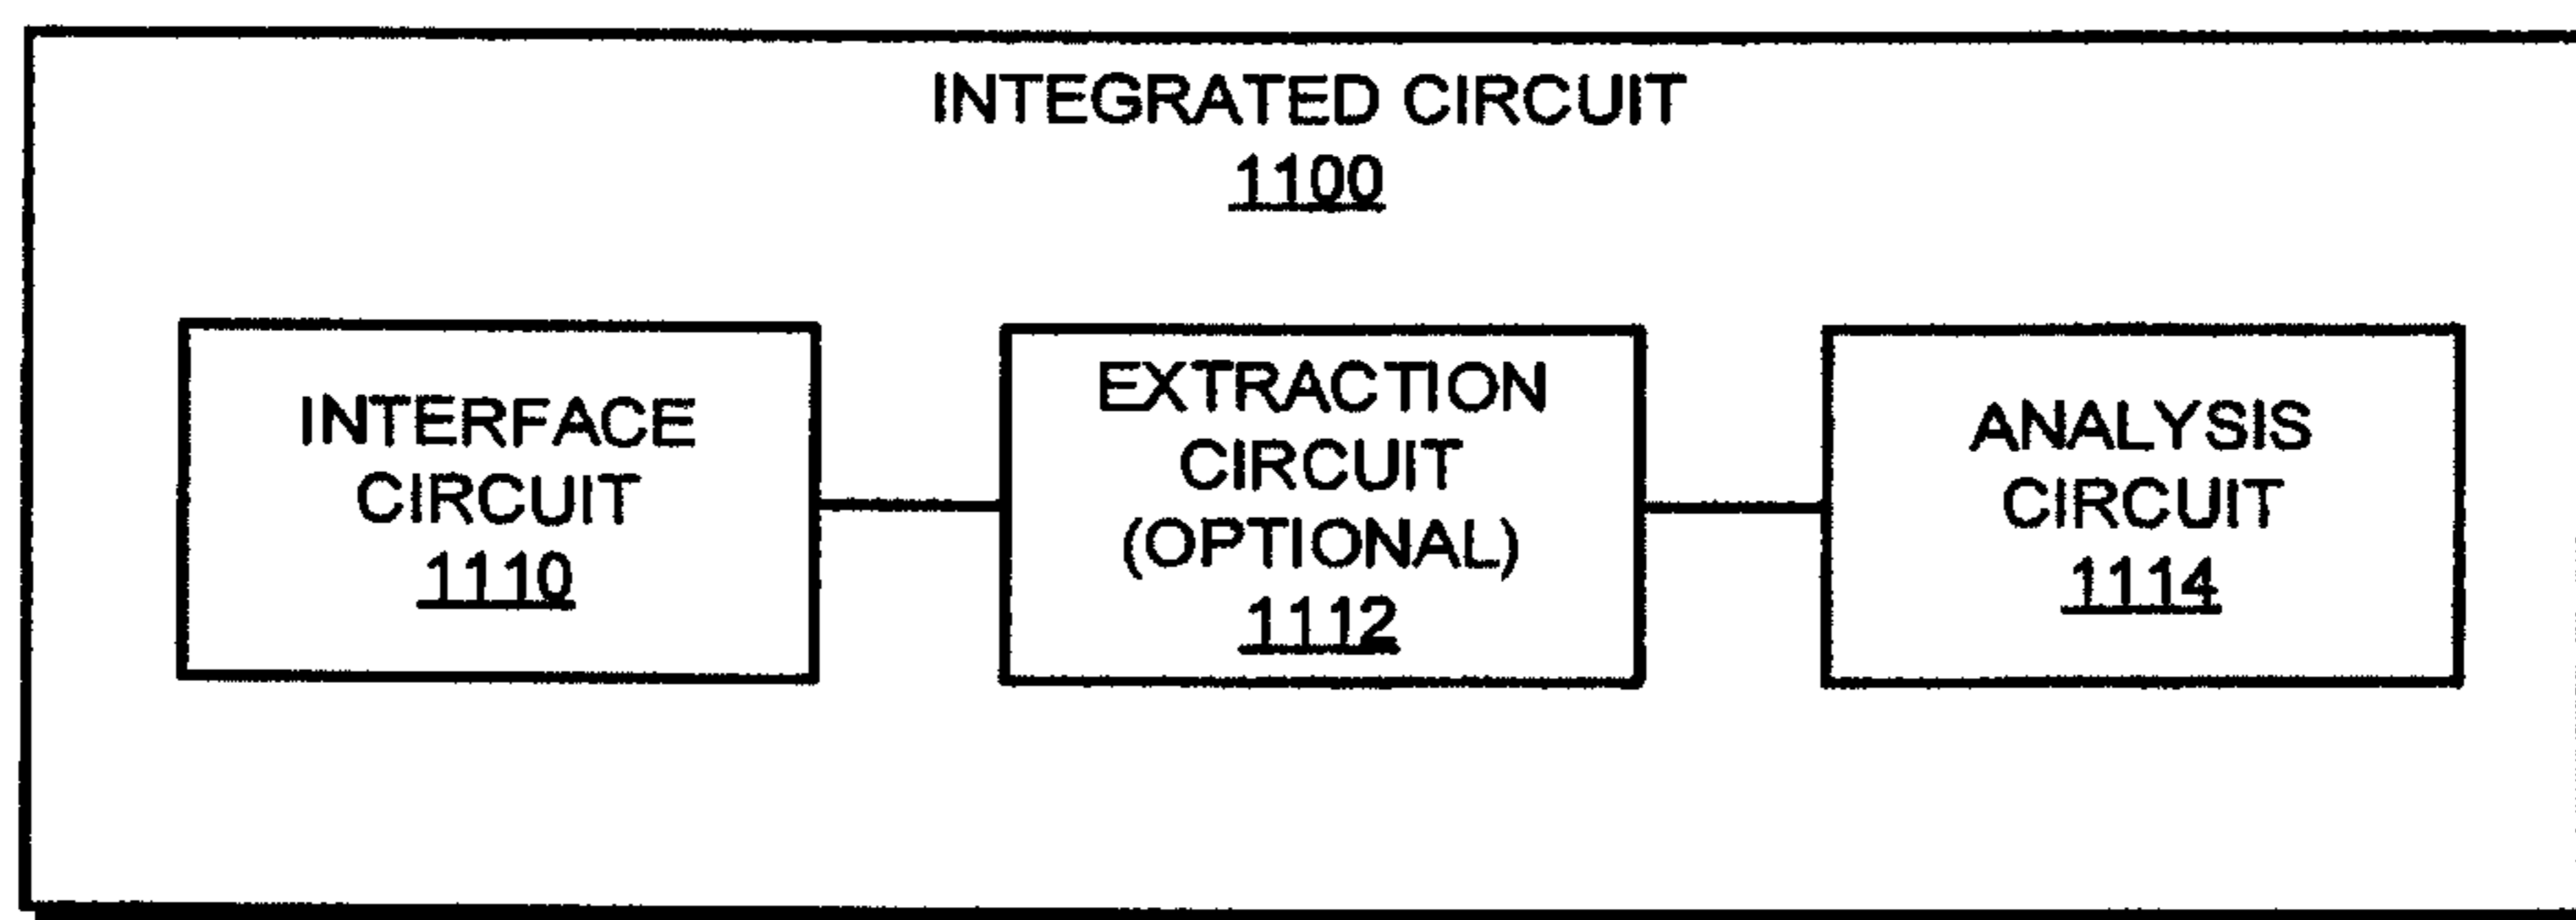 INTEGRATED CIRCUIT
1100
INTERFACE
CIRCUIT
1110
EXTRACTION
CIRCUIT
(OPTIONAL)
1112
ANALYSIS
CIRCUIT
1114